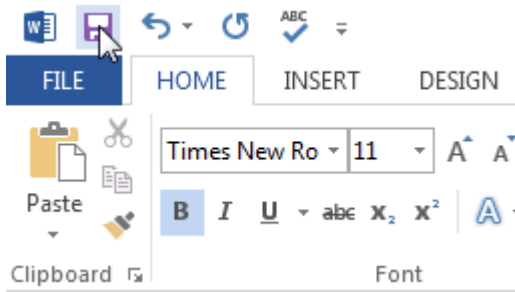 W ABC
FILE HOME INSERT DESIGN
Times New Ro 11 A A
Paste B I U abc X₂ X² A
Clipboard Font